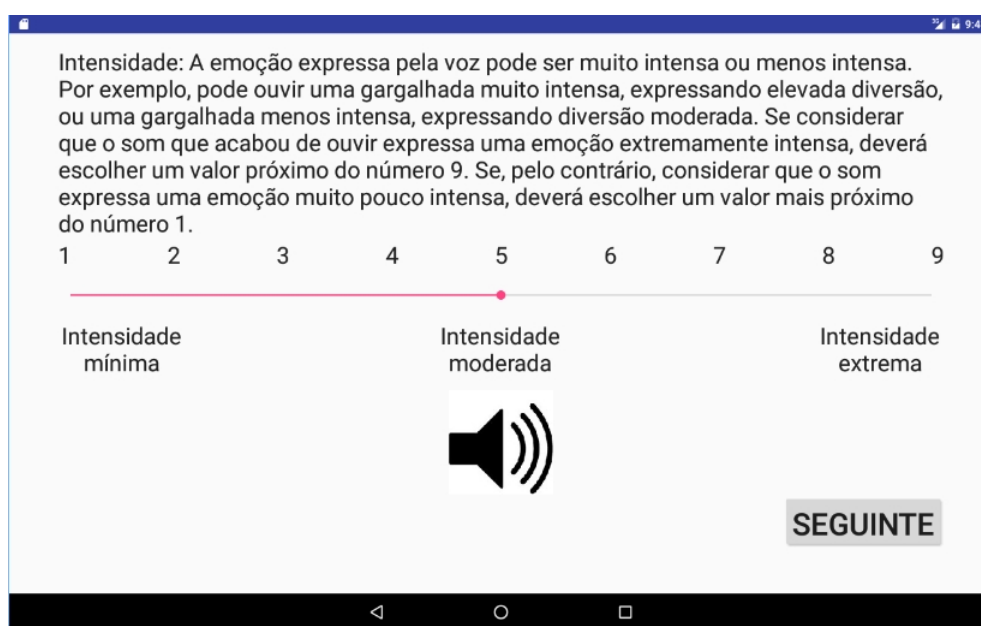 9:4
Intensidade: A emoção expressa pela voz pode ser muito intensa ou menos intensa.
Por exemplo, pode ouvir uma gargalhada muito intensa, expressando elevada diversão,
ou uma gargalhada menos intensa, expressando diversão moderada. Se considerar
que o som que acabou de ouvir expressa uma emoção extremamente intensa, deverá
escolher um valor próximo do número 9. Se, pelo contrário, considerar que o som
expressa uma emoção muito pouco intensa, deverá escolher um valor mais próximo
do número 1.
1 2 3 4 5 6 7 8 9
Intensidade mínima Intensidade moderada Intensidade extrema
SEGUINTE